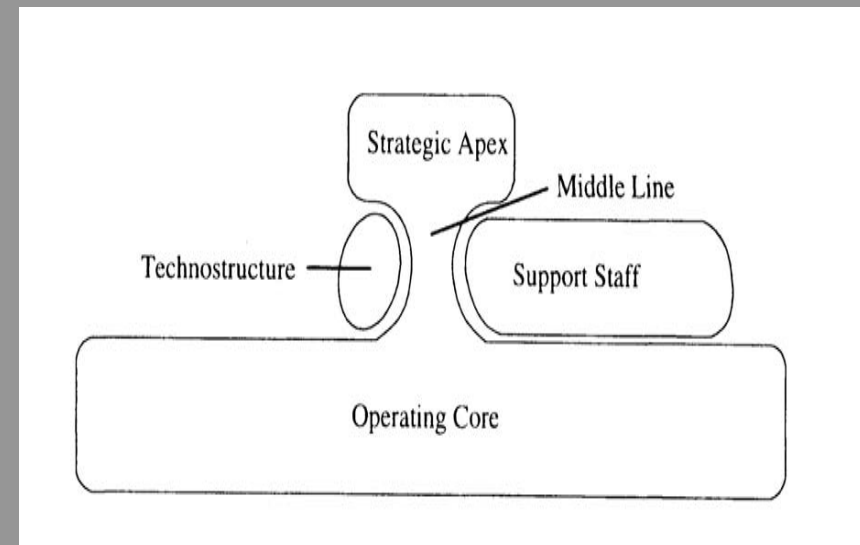 Strategic Apex
Middle Line
Technostructure
Support Staff
Operating Core